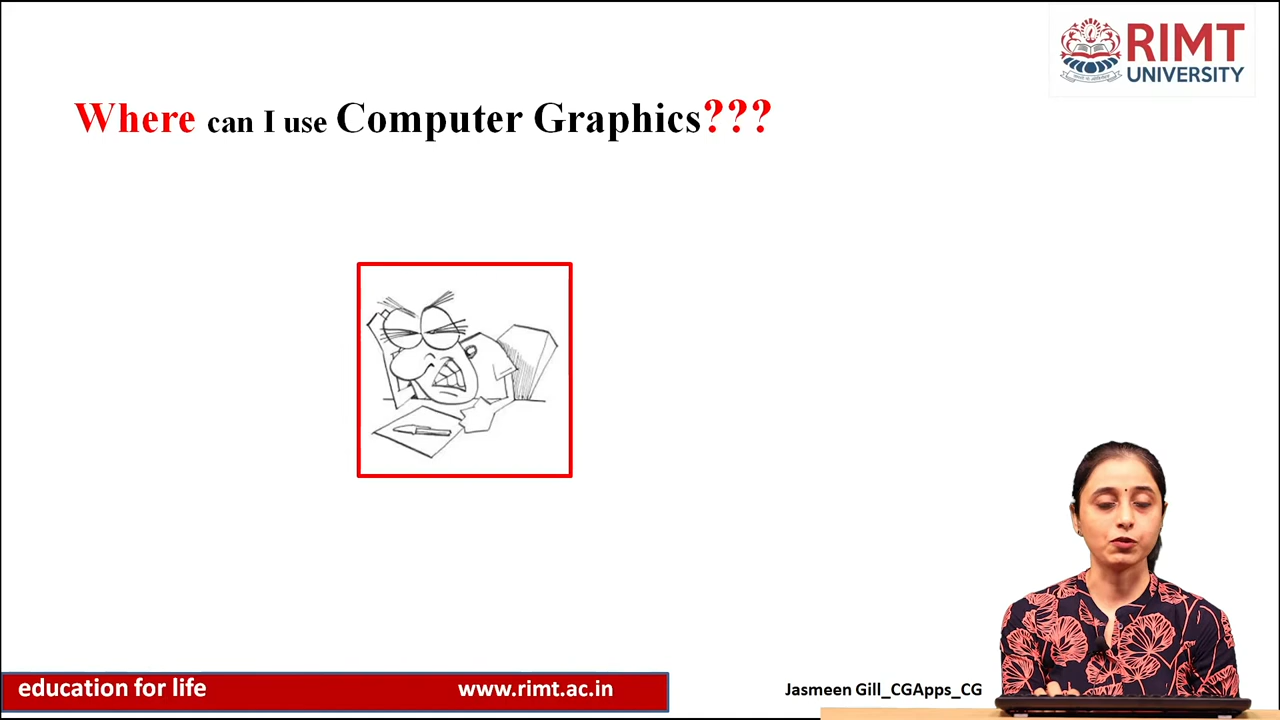 RIMT
UNIVERSITY
Where can I use Computer Graphics???
education for life
www.rimt.ac.in
Jasmeen Gill_CGApps_CG